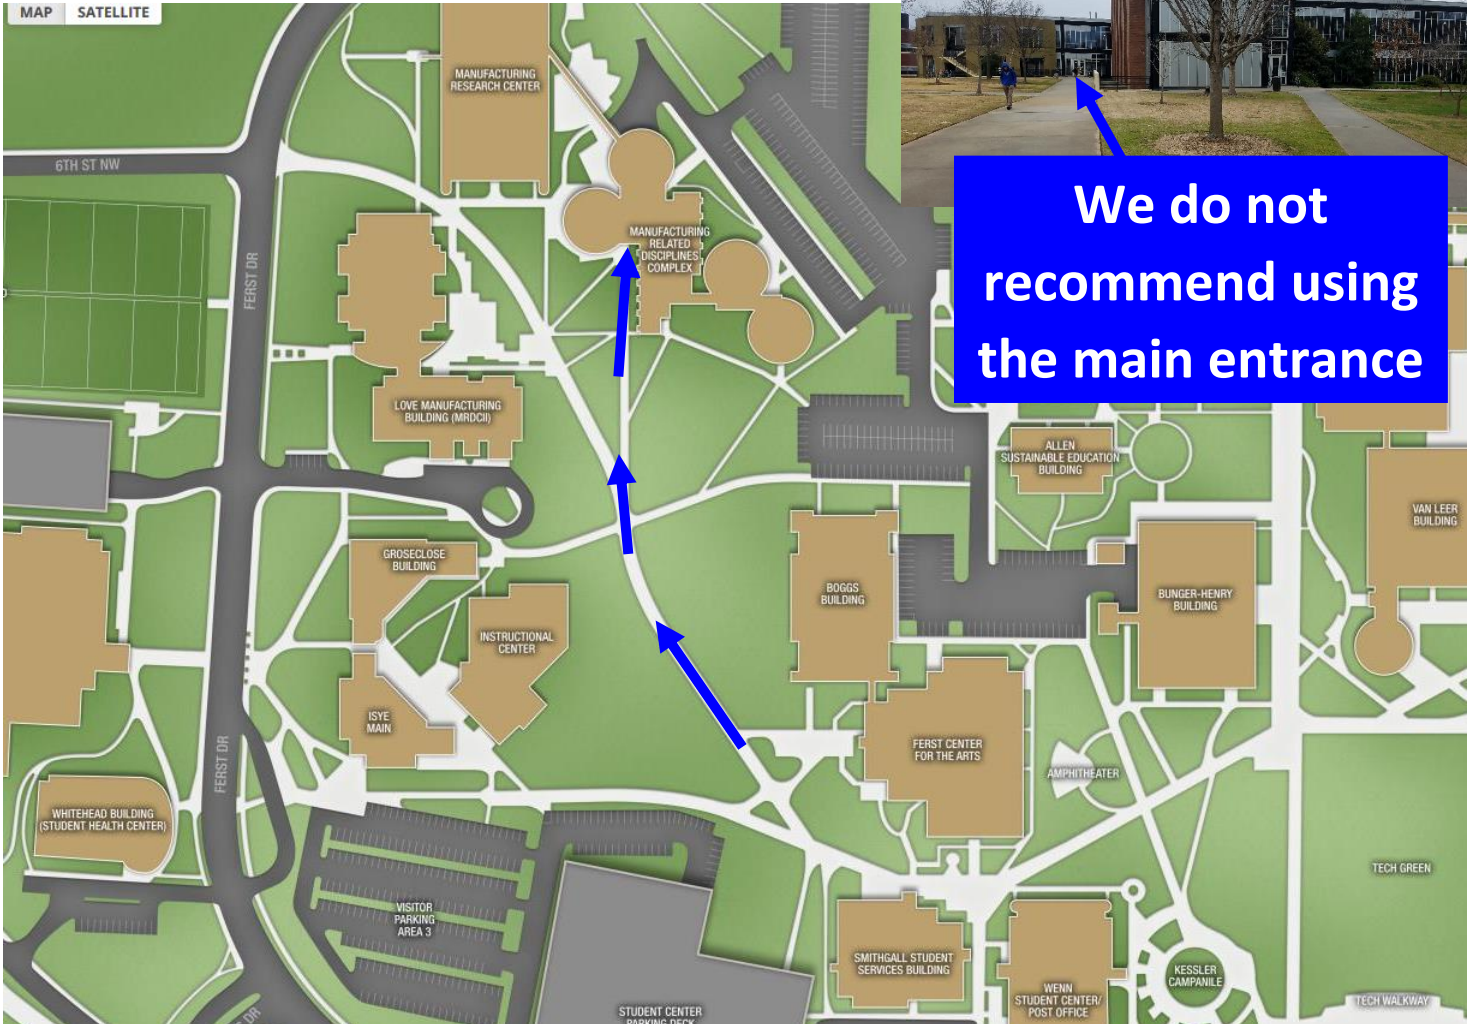 MAP
SATELLITE
MANUFACTURING
RESEARCH CENTER
6TH ST NW
FERST DR
MANUFACTURING
RELATED
DISCIPLINES
COMPLEX
We do not
recommend using
the main entrance
LOVE MANUFACTURING
BUILDING (MRDCII)
ALLEN
SUSTAINABLE EDUCATION
BUILDING
VAN LEER
BUILDING
GROSECLOSE
BUILDING
BOGGS
BUILDING
BUNGER-HENRY
BUILDING
INSTRUCTIONAL
CENTER
ISYE
MAIN
FERST DR
FERST CENTER
FOR THE ARTS
AMPHITHEATER
WHITEHEAD BUILDING
(STUDENT HEALTH CENTER)
TECH GREEN
VISITOR
PARKING
AREA 3
SMITHGALL STUDENT
SERVICES BUILDING
KESSLER
CAMPANILE
WENN
STUDENT CENTER/
POST OFFICE
TECH WALKWAY
STUDENT CENTER
PARKING DECK
DR